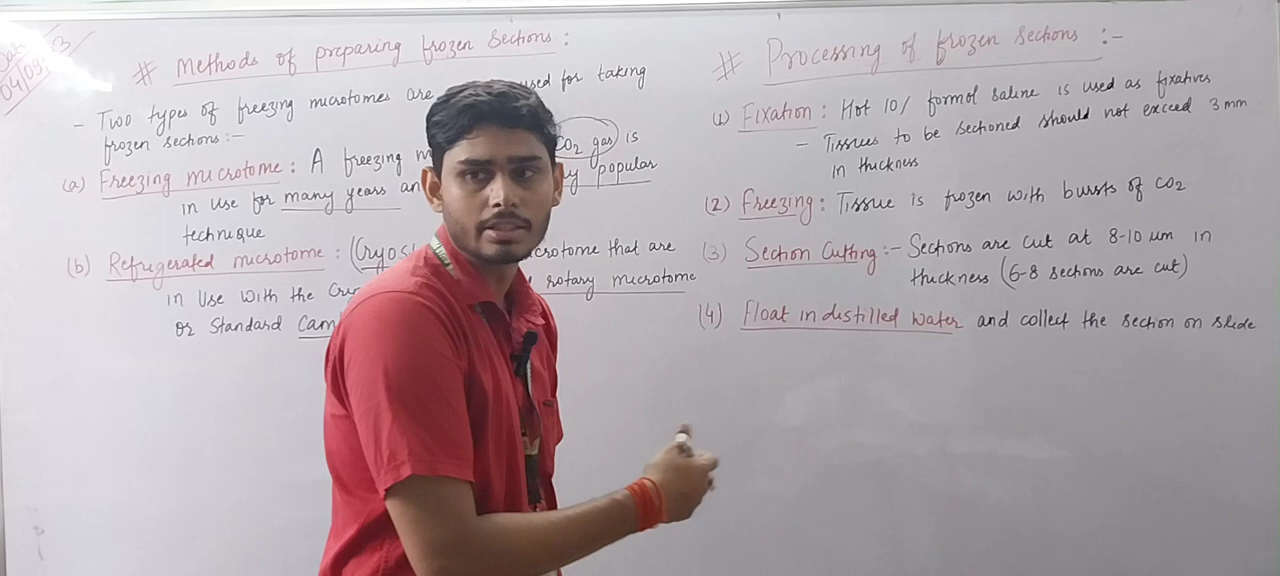 # Methods of preparing frozen Sections :
- Two types of freezing microtomes are used for taking
frozen sections:-
(a) Freezing microtome : A freezing CO2 gas is
in use for many years popular
technique
(b) Refrigerated microtome : that are
in Use with the rotary microtome
or Standard
# Processing of frozen sections :-
(1) Fixation : Hot 10/ formol saline is used as fixatives
- Tissues to be sectioned should not exceed 3 mm
in thickness
(2) Freezing : Tissue is frozen with bursts of CO2
(3) Section Cutting :- Sections are cut at 8-10 um in
thickness (6-8 sections are cut)
(4) Float in distilled water and collect the section on slide